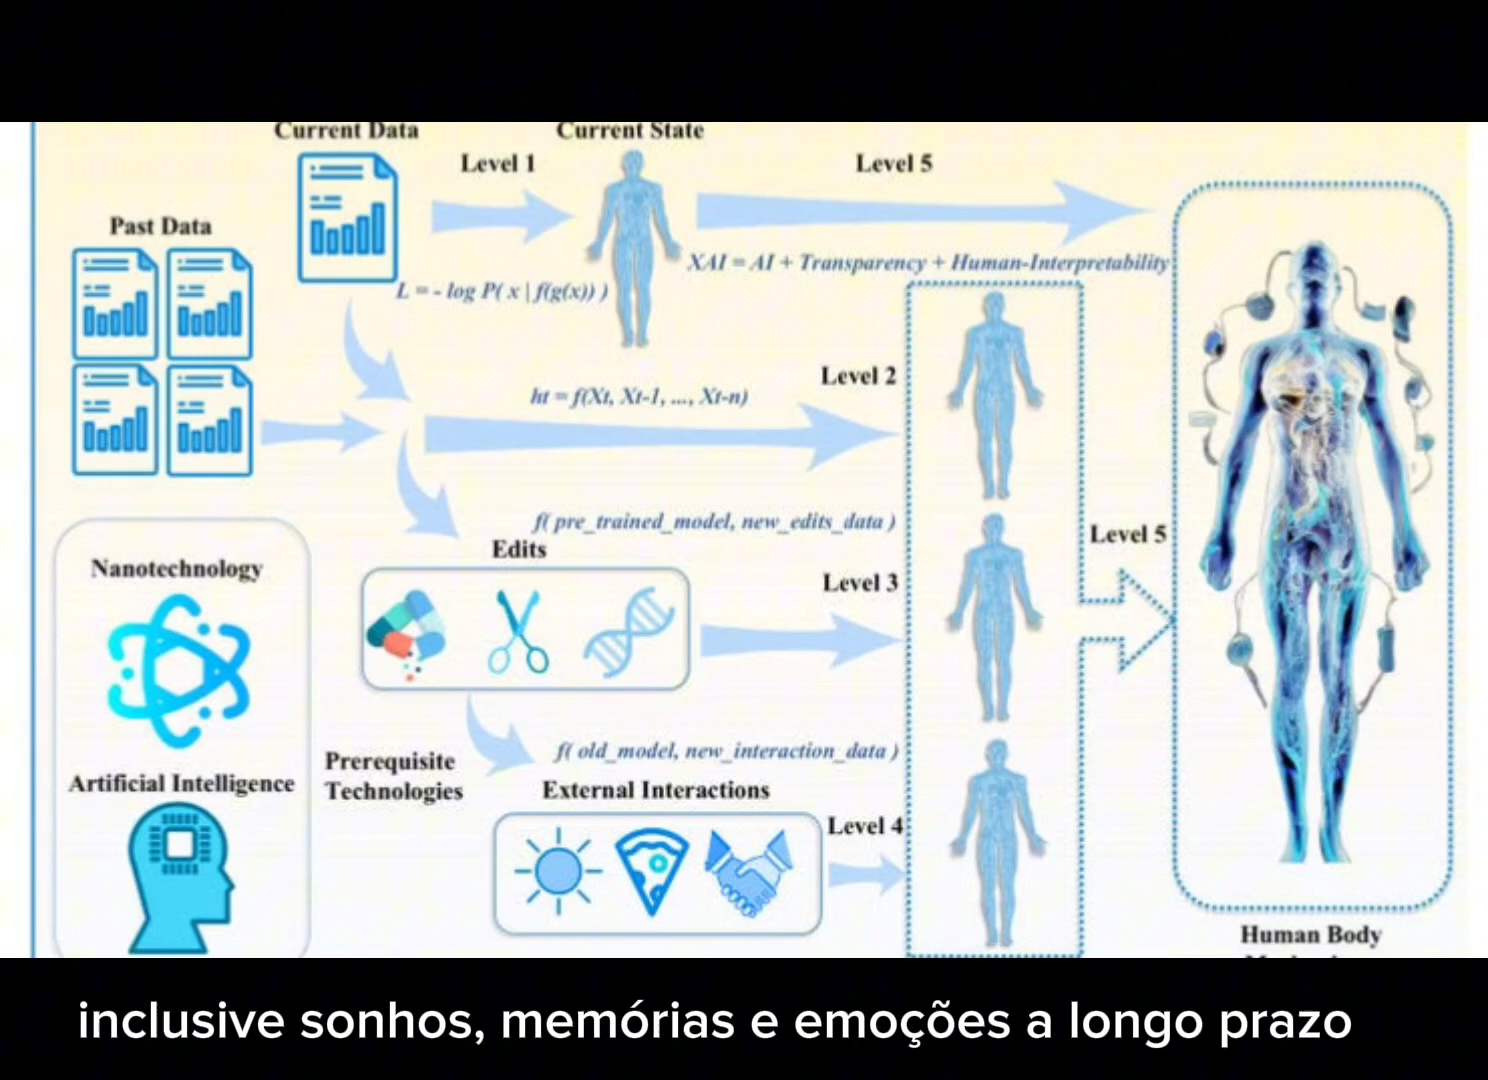 Current Data
Current State
Level 1
Level 5
Past Data
XAI = AI + Transparency + Human-Interpretability
L = - log P( x | f(g(x)) )
Level 2
ht = f(Xt, Xt-1, ..., Xt-n)
f( pre_trained_model, new_edits_data )
Edits
Level 5
Nanotechnology
Level 3
f( old_model, new_interaction_data )
Prerequisite
Technologies
Artificial Intelligence
External Interactions
Level 4
Human Body
inclusive sonhos, memórias e emoções a longo prazo